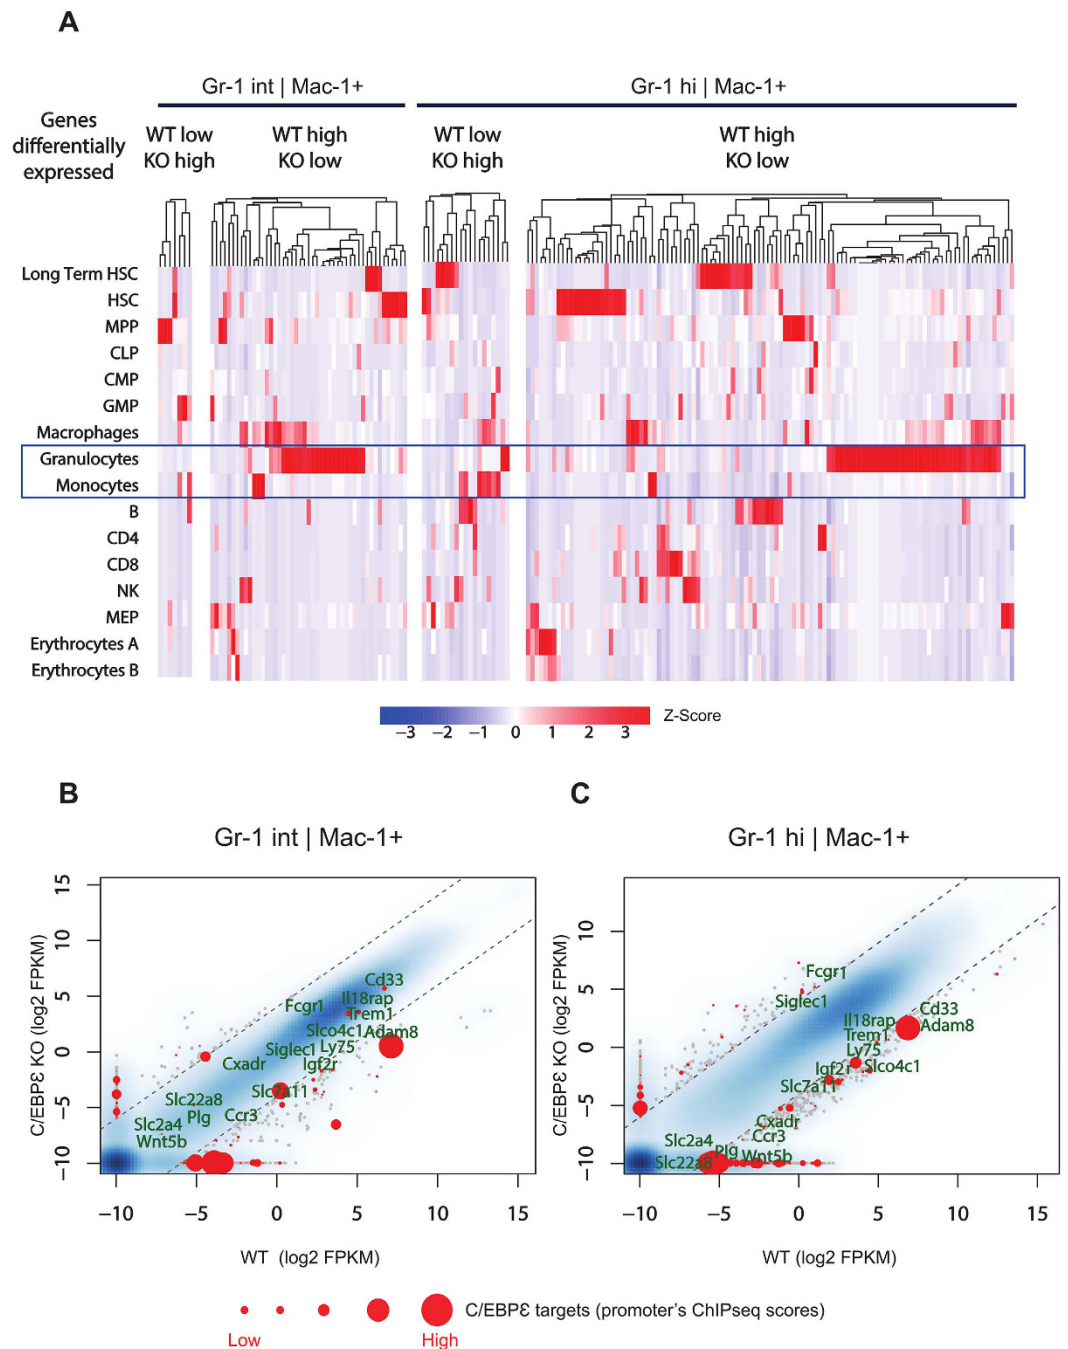 A
Gr-1 int | Mac-1+
Gr-1 hi | Mac-1+
Genes
differentially
expressed
WT low
KO high
WT high
KO low
WT low
KO high
WT high
KO low
Long Term HSC
HSC
MPP
CLP
CMP
GMP
Macrophages
Granulocytes
Monocytes
B
CD4
CD8
NK
MEP
Erythrocytes A
Erythrocytes B
−3 −2 −1 0 1 2 3
Z-Score
B
Gr-1 int | Mac-1+
C/EBPƐ KO (log2 FPKM)
15
10
5
0
−5
−10
Cd33
Fcgr1
Il18rap
Trem1
Slco4c1
Adam8
Siglec1
Ly75
Cxadr
Igf2r
Slc7a11
Slc22a8
Plg
Ccr3
Slc2a4
Wnt5b
−10 −5 0 5 10 15
WT (log2 FPKM)
C
Gr-1 hi | Mac-1+
C/EBPƐ KO (log2 FPKM)
10
5
0
−5
−10
Fcgr1
Siglec1
Cd33
Il18rap
Adam8
Trem1
Ly75
Igf2r
Slco4c1
Slc7a11
Cxadr
Ccr3
Slc2a4
Plg
Wnt5b
Slc22a8
−10 −5 0 5 10 15
WT (log2 FPKM)
C/EBPƐ targets (promoter's ChIPseq scores)
Low
High